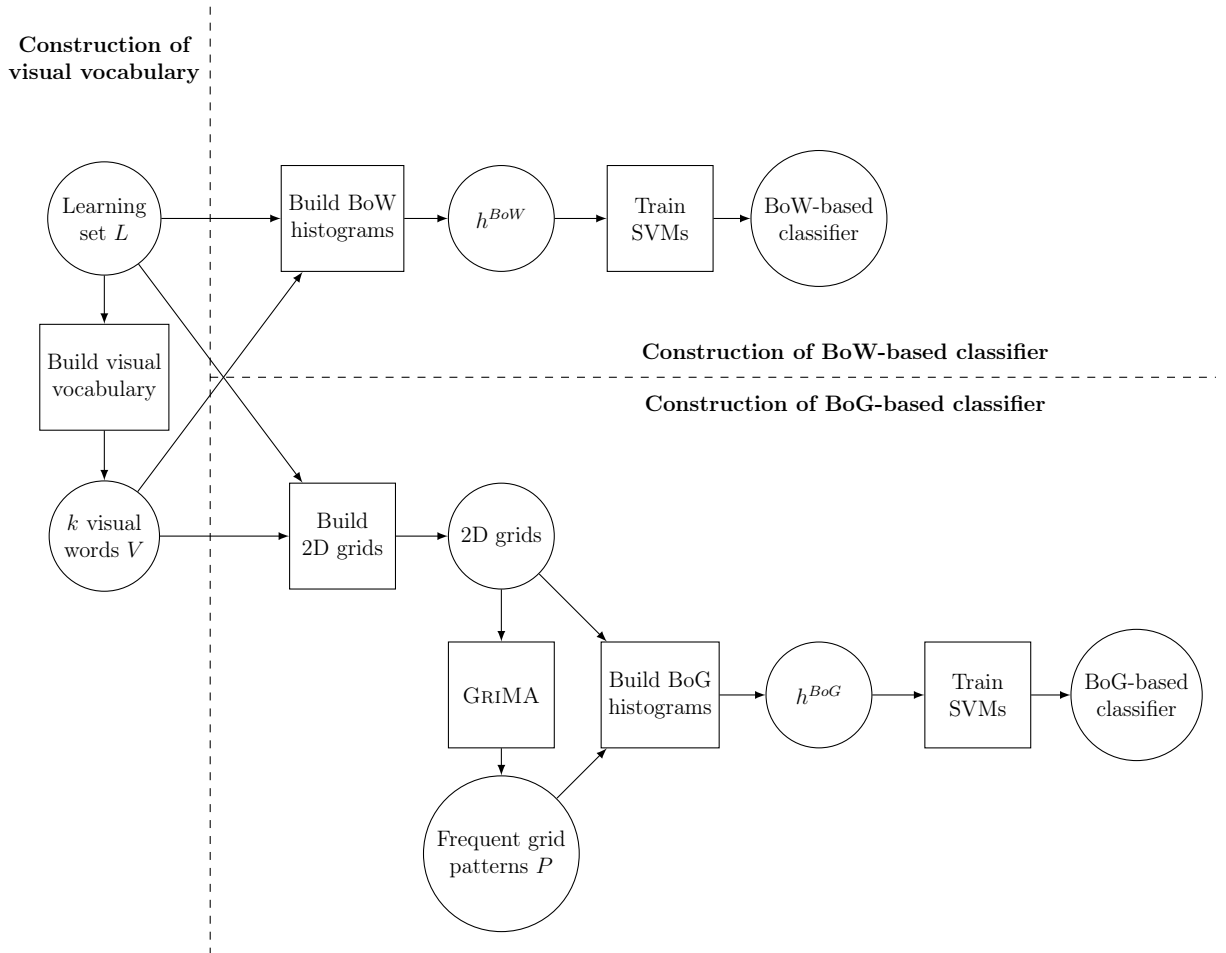 Construction of
visual vocabulary
Learning
set L
Build BoW
histograms
h^{BoW}
Train
SVMs
BoW-based
classifier
Build visual
vocabulary
Construction of BoW-based classifier
Construction of BoG-based classifier
k visual
words V
Build
2D grids
2D grids
GRIMA
Build BoG
histograms
h^{BoG}
Train
SVMs
BoG-based
classifier
Frequent grid
patterns P